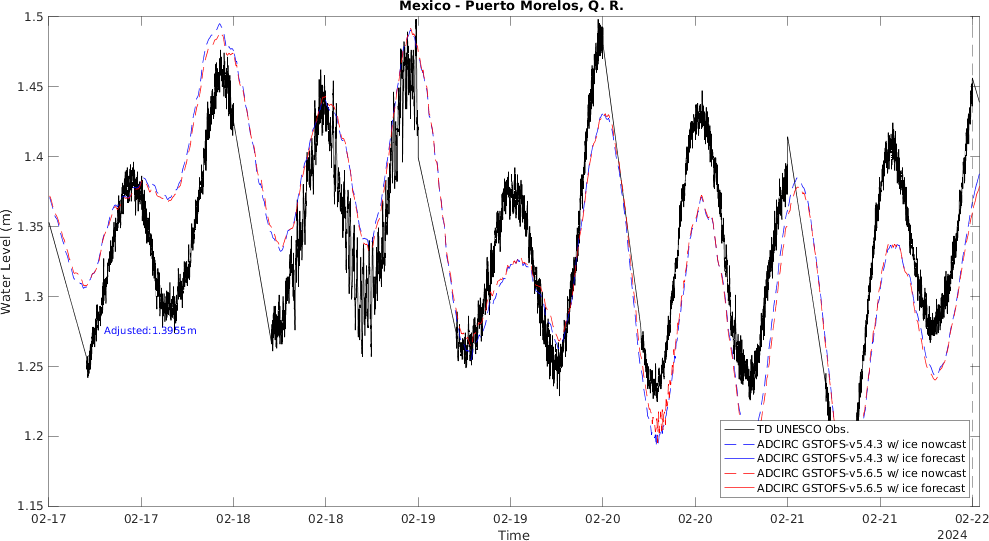 Mexico - Puerto Morelos, Q. R.
1.5
1.45
1.4
1.35
1.3
1.25
1.2
1.15
Water Level (m)
Adjusted:1.3955m
TD UNESCO Obs.
ADCIRC GSTOFS-v5.4.3 w/ ice nowcast
ADCIRC GSTOFS-v5.4.3 w/ ice forecast
ADCIRC GSTOFS-v5.6.5 w/ ice nowcast
ADCIRC GSTOFS-v5.6.5 w/ ice forecast
02-17 02-17 02-18 02-18 02-19 02-19 02-20 02-20 02-21 02-21 02-22
Time
2024